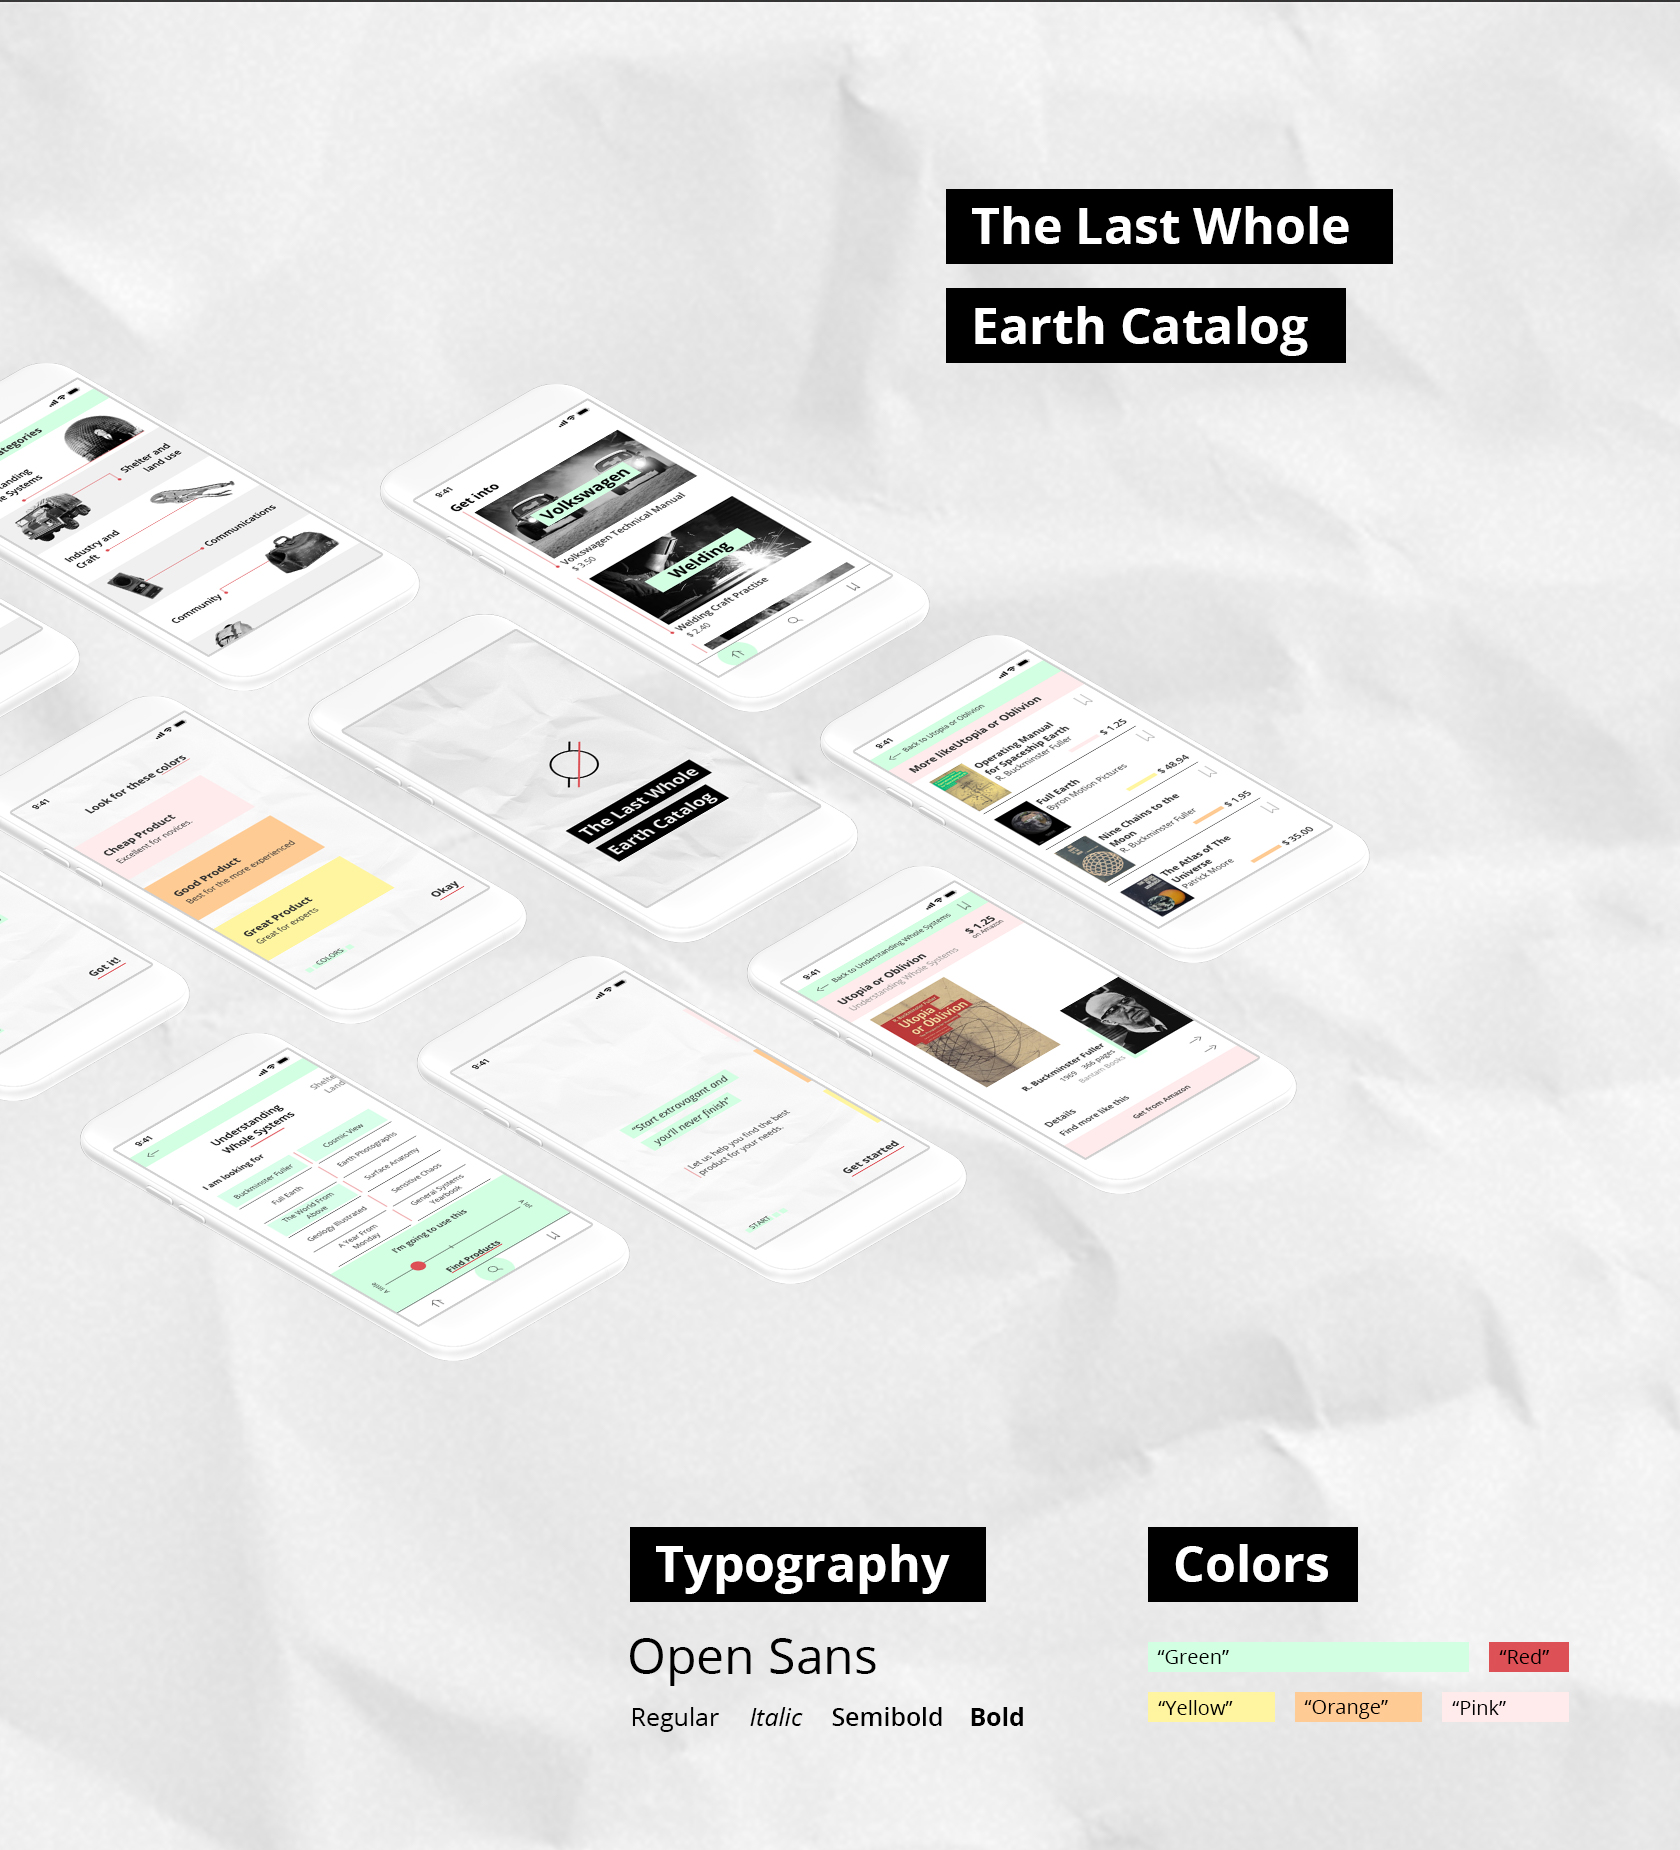 The Last Whole
Earth Catalog
Categories
Whole Systems
Shelter and
land use
Industry and
Craft
Communications
Community
9:41
Get into
Volkswagen
Volkswagen Technical Manual
$ 3.50
Welding
Welding Craft Practise
$ 2.40
9:41
Look for these colors
Cheap Product
Excellent for novices.
Good Product
Best for the more experienced
Great Product
Great for experts
Okay
COLORS
The Last Whole
Earth Catalog
9:41
Back to Utopia or Oblivion
More likeUtopia or Oblivion
Operating Manual
for Spaceship Earth
R. Buckminster Fuller
$ 1.25
Full Earth
Byron Motion Pictures
$ 48.94
Nine Chains to the
Moon
R. Buckminster Fuller
$ 1.95
The Atlas of The
Universe
Patrick Moore
$ 35.00
Got it!
9:41
Understanding
Whole Systems
I am looking for
Buckminster Fuller
Cosmic View
Full Earth
Earth Photographs
The World From
Above
Surface Anatomy
Geology Illustrated
Sensitive Chaos
A Year From
Monday
General Systems
Yearbook
I'm going to use this
A little
A lot
Find Products
9:41
“Start extravagant and
you'll never finish”
Let us help you find the best
product for your needs.
Get started
START
9:41
Back to Understanding Whole Systems
Utopia or Oblivion
Understanding Whole Systems
$ 1.25
on Amazon
R. Buckminster Fuller
Utopia
or Oblivion
R. Buckminster Fuller
1969 366 pages
Bantam Books
Details
Find more like this
Get from Amazon
Typography
Open Sans
Regular Italic Semibold Bold
Colors
“Green” “Red”
“Yellow” “Orange” “Pink”